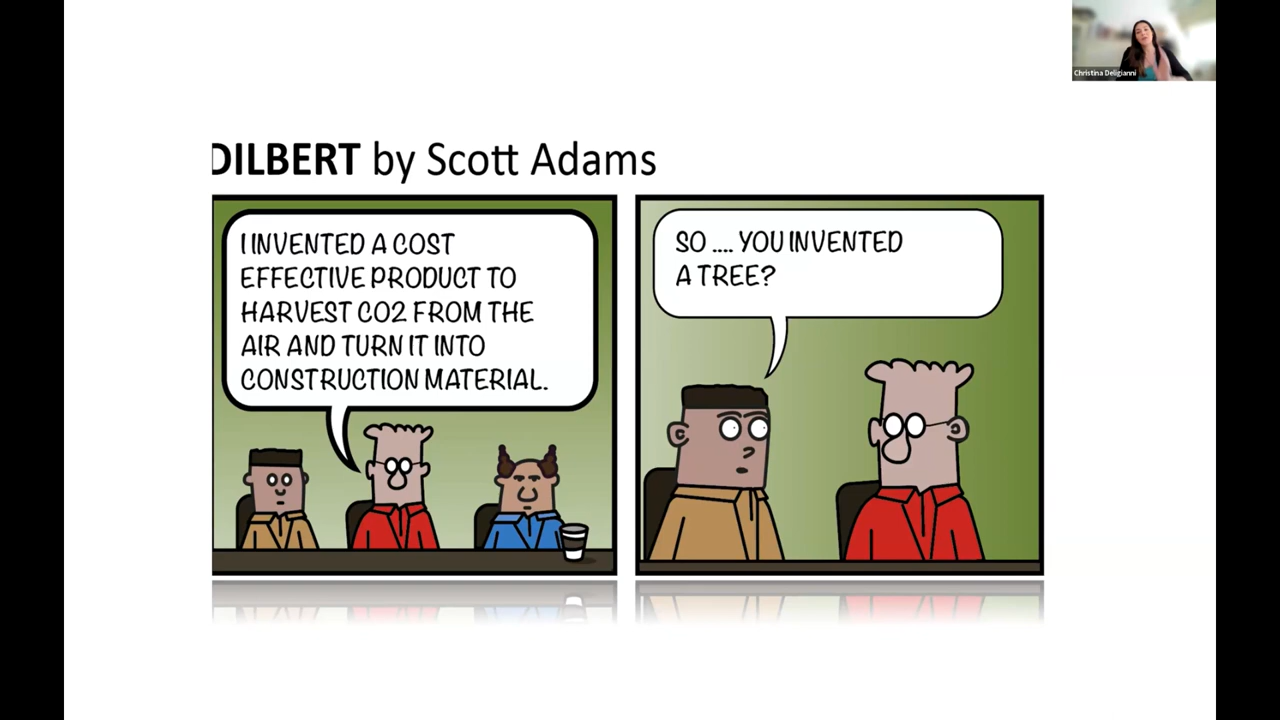 Christina Deligianni
DILBERT by Scott Adams
I INVENTED A COST
EFFECTIVE PRODUCT TO
HARVEST CO2 FROM THE
AIR AND TURN IT INTO
CONSTRUCTION MATERIAL.
SO .... YOU INVENTED
A TREE?